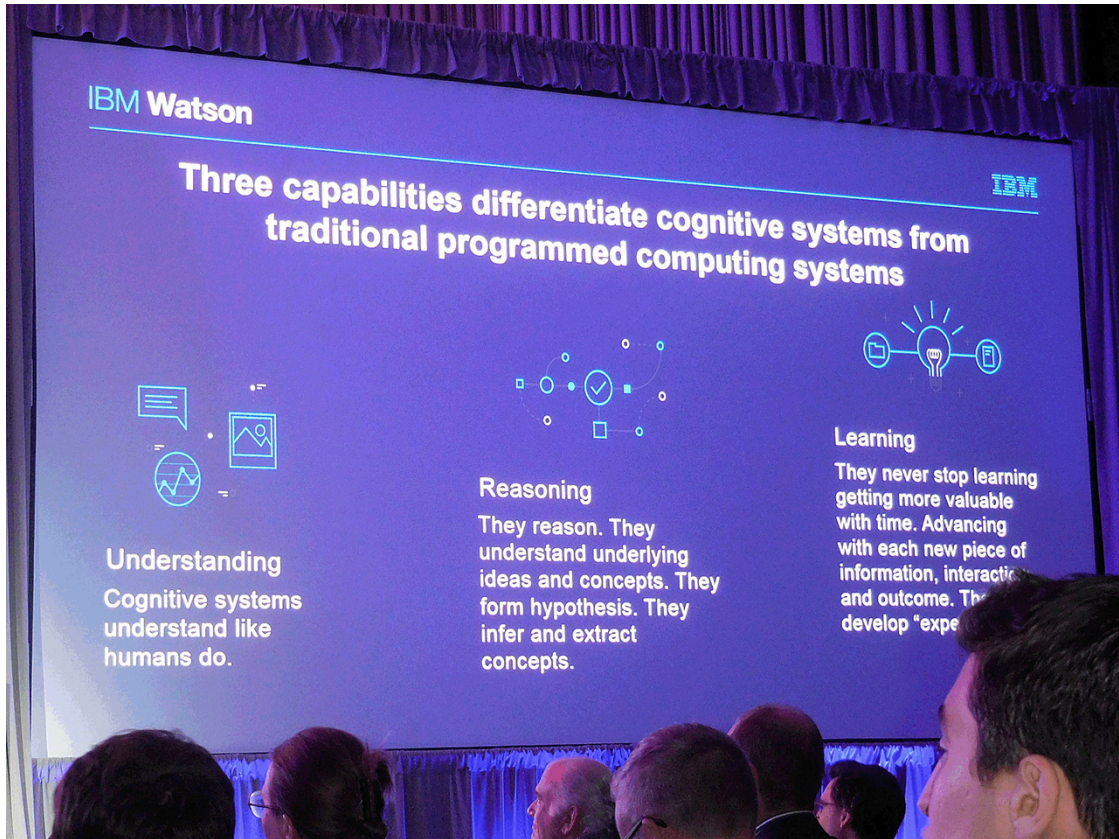 IBM Watson
IBM
Three capabilities differentiate cognitive systems from
traditional programmed computing systems
Understanding
Cognitive systems
understand like
humans do.
Reasoning
They reason. They
understand underlying
ideas and concepts. They
form hypothesis. They
infer and extract
concepts.
Learning
They never stop learning
getting more valuable
with time. Advancing
with each new piece of
information,
and outcome.
develop